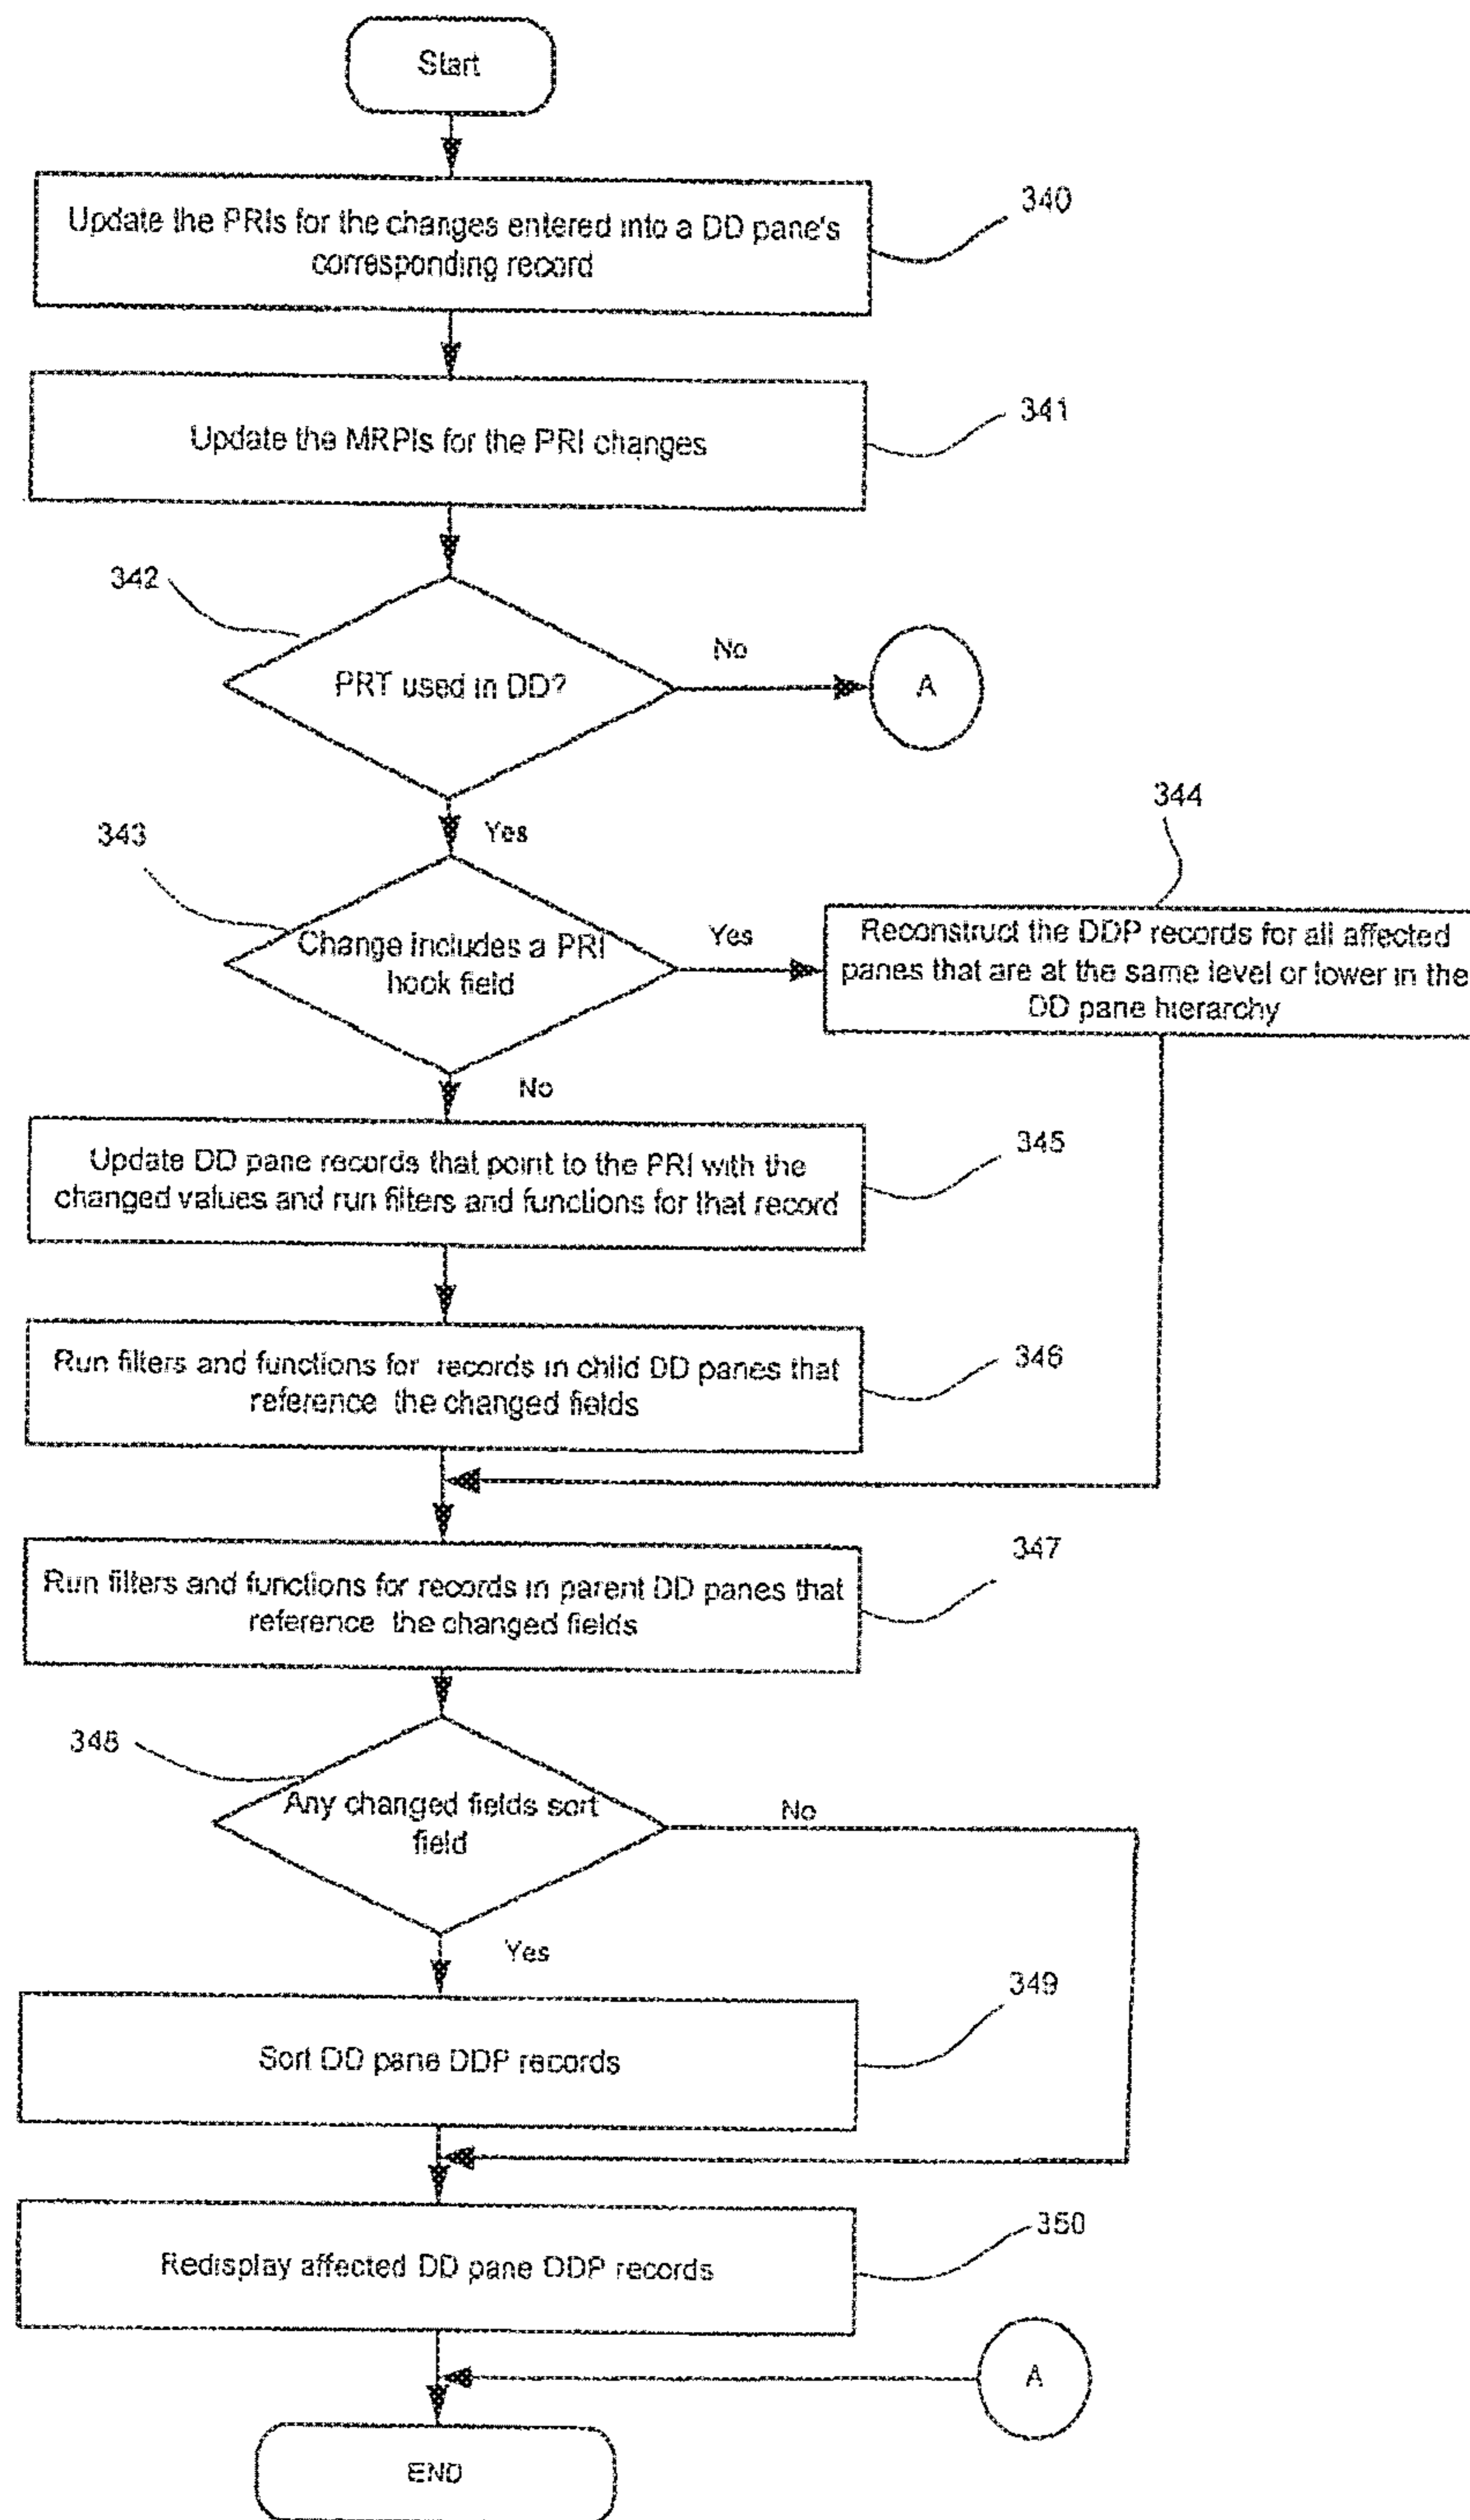 Start
Update the PRIs for the changes entered into a DD pane's
corresponding record
340
Update the MRPIs for the PRI changes
341
342
PRT used in DD?
No
A
Yes
343
Change includes a PRI
hook field
Yes
344
Reconstruct the DDP records for all affected
panes that are at the same level or lower in the
DD pane hierarchy
No
Update DD pane records that point to the PRI with the
changed values and run filters and functions for that record
345
Run filters and functions for records in child DD panes that
reference the changed fields
346
Run filters and functions for records in parent DD panes that
reference the changed fields
347
348
Any changed fields sort
field
No
Yes
Sort DD pane DDP records
349
Redisplay affected DD pane DDP records
350
A
END